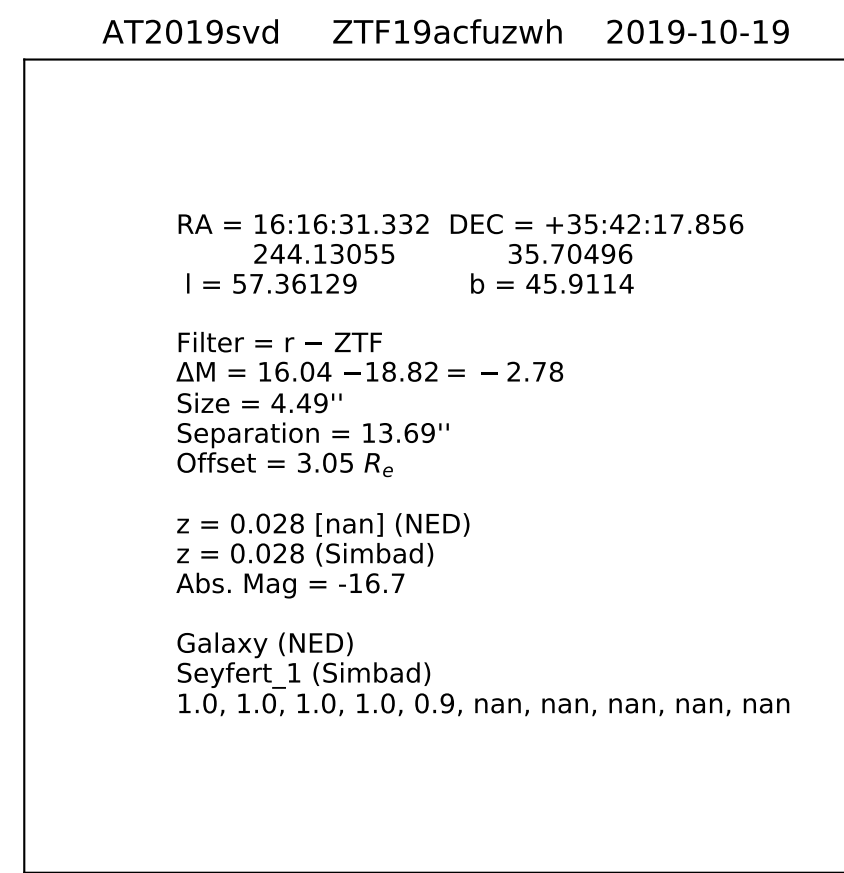 AT2019svd ZTF19acfuzwh 2019-10-19
RA = 16:16:31.332 DEC = +35:42:17.856
244.13055 35.70496
l = 57.36129 b = 45.9114
Filter = r − ZTF
ΔM = 16.04 −18.82 = − 2.78
Size = 4.49''
Separation = 13.69''
Offset = 3.05 Re
z = 0.028 [nan] (NED)
z = 0.028 (Simbad)
Abs. Mag = -16.7
Galaxy (NED)
Seyfert_1 (Simbad)
1.0, 1.0, 1.0, 1.0, 0.9, nan, nan, nan, nan, nan